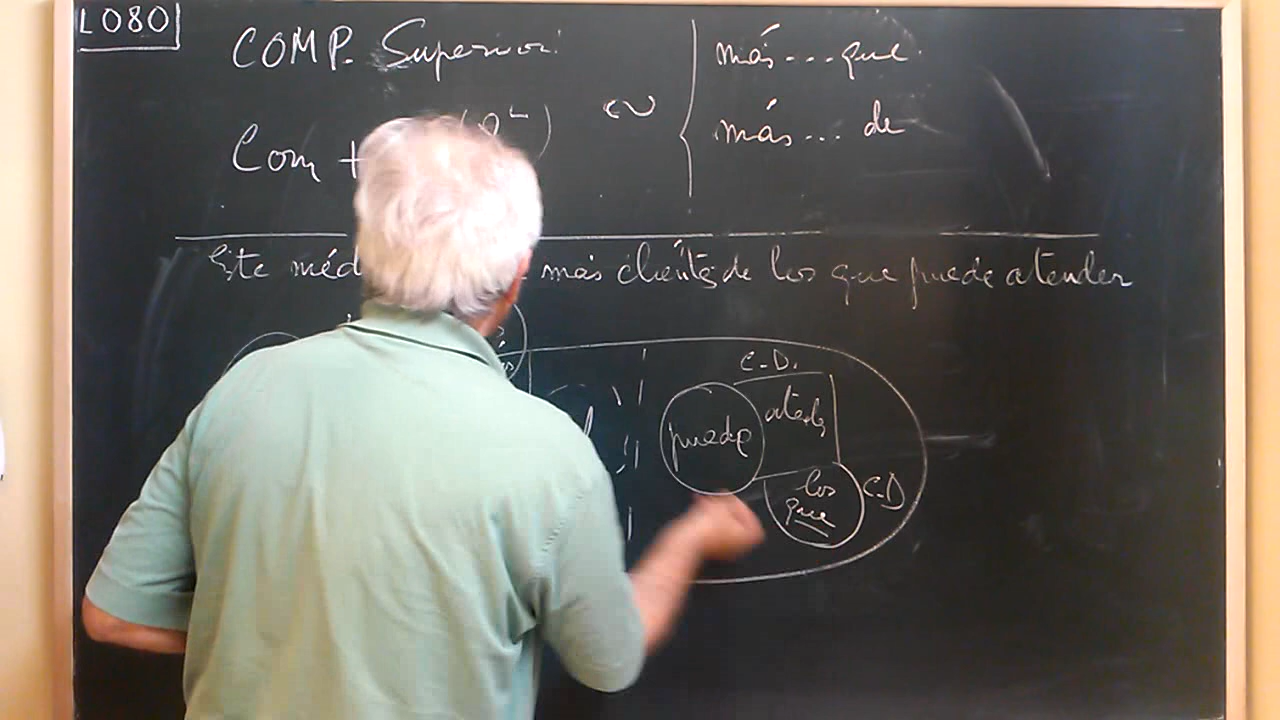 L080
COMP. Superior.
más...que
Com +
más... de
Este méd más clientes de los que puede atender
C.D.
puede
atender
los
que
C.D